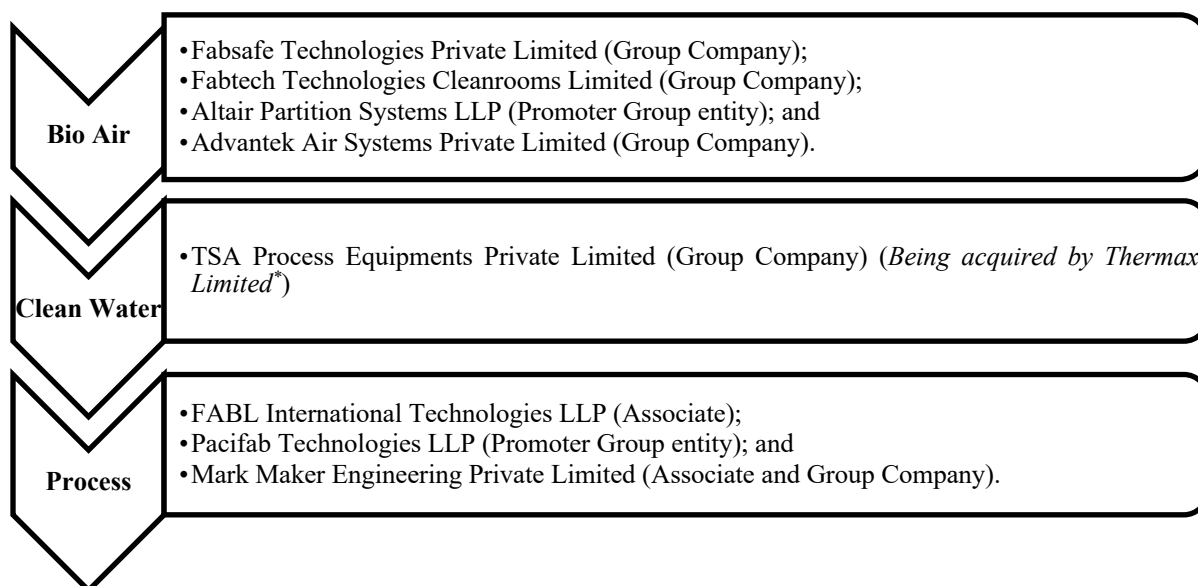 Bio Air
•Fabsafe Technologies Private Limited (Group Company);
•Fabtech Technologies Cleanrooms Limited (Group Company);
•Altair Partition Systems LLP (Promoter Group entity); and
•Advantek Air Systems Private Limited (Group Company).
Clean Water
•TSA Process Equipments Private Limited (Group Company) (Being acquired by Thermax
Limited*)
Process
•FABL International Technologies LLP (Associate);
•Pacifab Technologies LLP (Promoter Group entity); and
•Mark Maker Engineering Private Limited (Associate and Group Company).